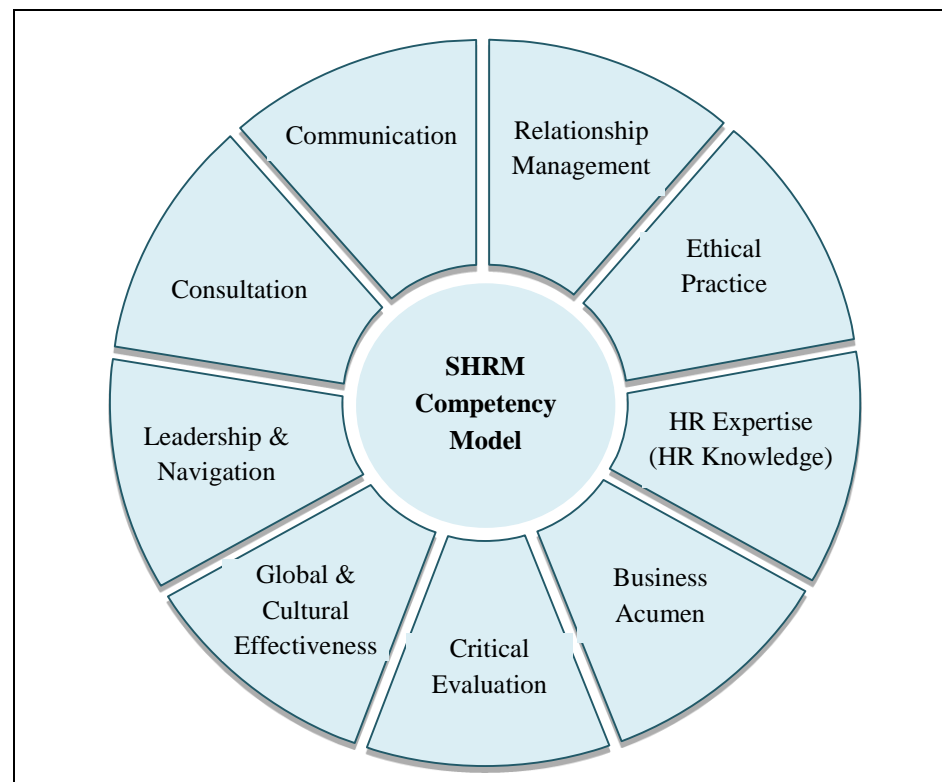 Communication
Relationship
Management
Ethical
Practice
Consultation
SHRM
Competency
Model
HR Expertise
(HR Knowledge)
Leadership &
Navigation
Business
Acumen
Global &
Cultural
Effectiveness
Critical
Evaluation